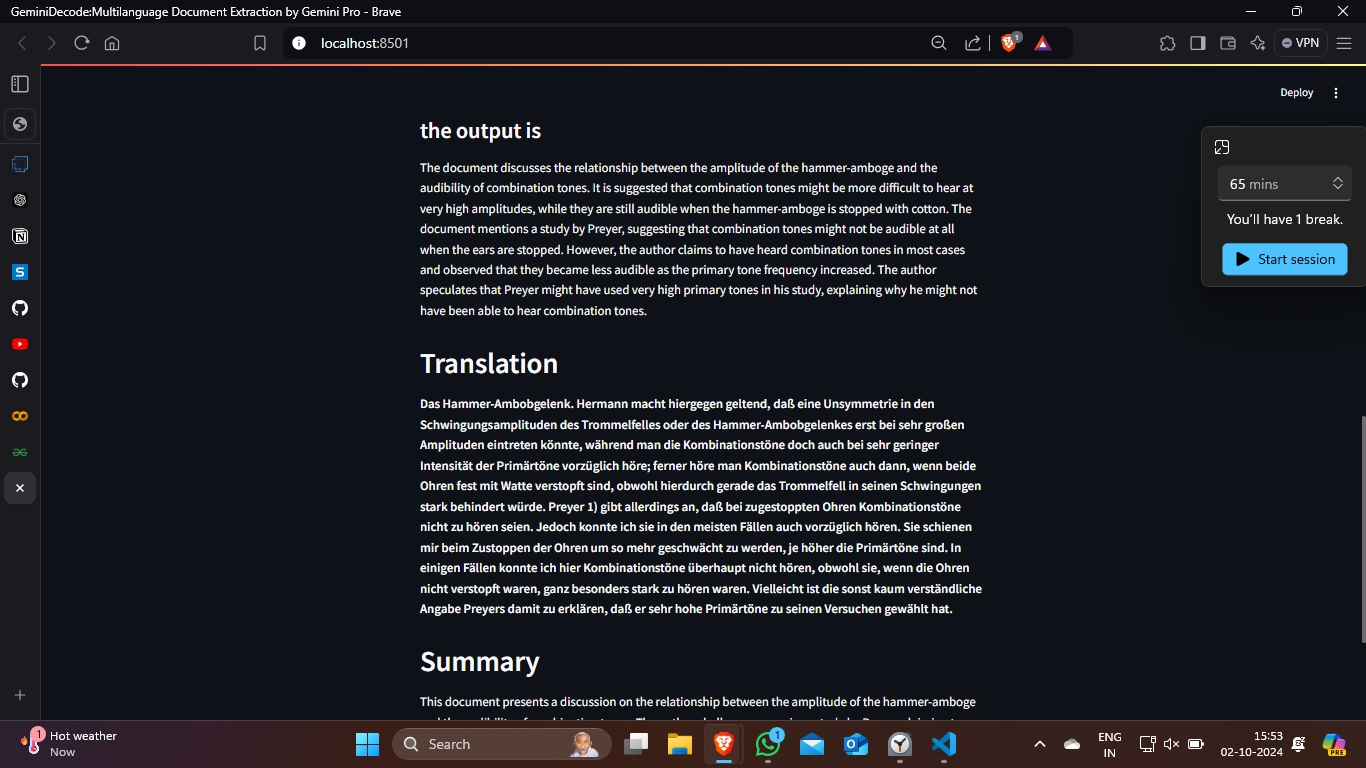 GeminiDecode:Multilanguage Document Extraction by Gemini Pro - Brave
localhost:8501
1
VPN
Deploy
65 mins
You'll have 1 break.
Start session
the output is
The document discusses the relationship between the amplitude of the hammer-amboge and the
audibility of combination tones. It is suggested that combination tones might be more difficult to hear at
very high amplitudes, while they are still audible when the hammer-amboge is stopped with cotton. The
document mentions a study by Preyer, suggesting that combination tones might not be audible at all
when the ears are stopped. However, the author claims to have heard combination tones in most cases
and observed that they became less audible as the primary tone frequency increased. The author
speculates that Preyer might have used very high primary tones in his study, explaining why he might not
have been able to hear combination tones.
Translation
Das Hammer-Ambobgelenk. Hermann macht hiergegen geltend, daß eine Unsymmetrie in den
Schwingungsamplituden des Trommelfelles oder des Hammer-Ambobgelenkes erst bei sehr großen
Amplituden eintreten könnte, während man die Kombinationstöne doch auch bei sehr geringer
Intensität der Primärtöne vorzüglich höre; ferner höre man Kombinationstöne auch dann, wenn beide
Ohren fest mit Watte verstopft sind, obwohl hierdurch gerade das Trommelfell in seinen Schwingungen
stark behindert würde. Preyer 1) gibt allerdings an, daß bei zugestoppten Ohren Kombinationstöne
nicht zu hören seien. Jedoch konnte ich sie in den meisten Fällen auch vorzüglich hören. Sie schienen
mir beim Zustoppen der Ohren um so mehr geschwächt zu werden, je höher die Primärtöne sind. In
einigen Fällen konnte ich hier Kombinationstöne überhaupt nicht hören, obwohl sie, wenn die Ohren
nicht verstopft waren, ganz besonders stark zu hören waren. Vielleicht ist die sonst kaum verständliche
Angabe Preyers damit zu erklären, daß er sehr hohe Primärtöne zu seinen Versuchen gewählt hat.
Summary
This document presents a discussion on the relationship between the amplitude of the hammer-amboge
1
Hot weather
Now
Search
1
ENG
IN
15:53
02-10-2024
PRE